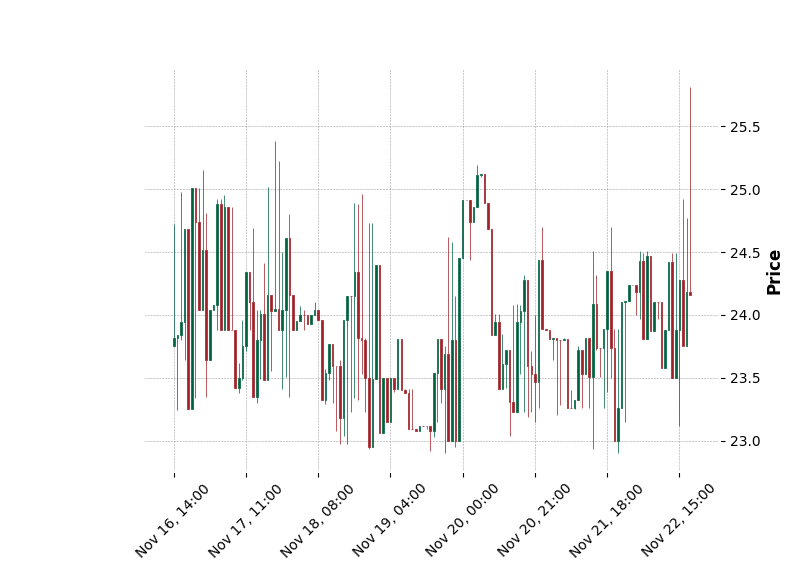 25.5
25.0
24.5
24.0
23.5
23.0
Price
Nov 16, 14:00
Nov 17, 11:00
Nov 18, 08:00
Nov 19, 04:00
Nov 20, 00:00
Nov 20, 21:00
Nov 21, 18:00
Nov 22, 15:00